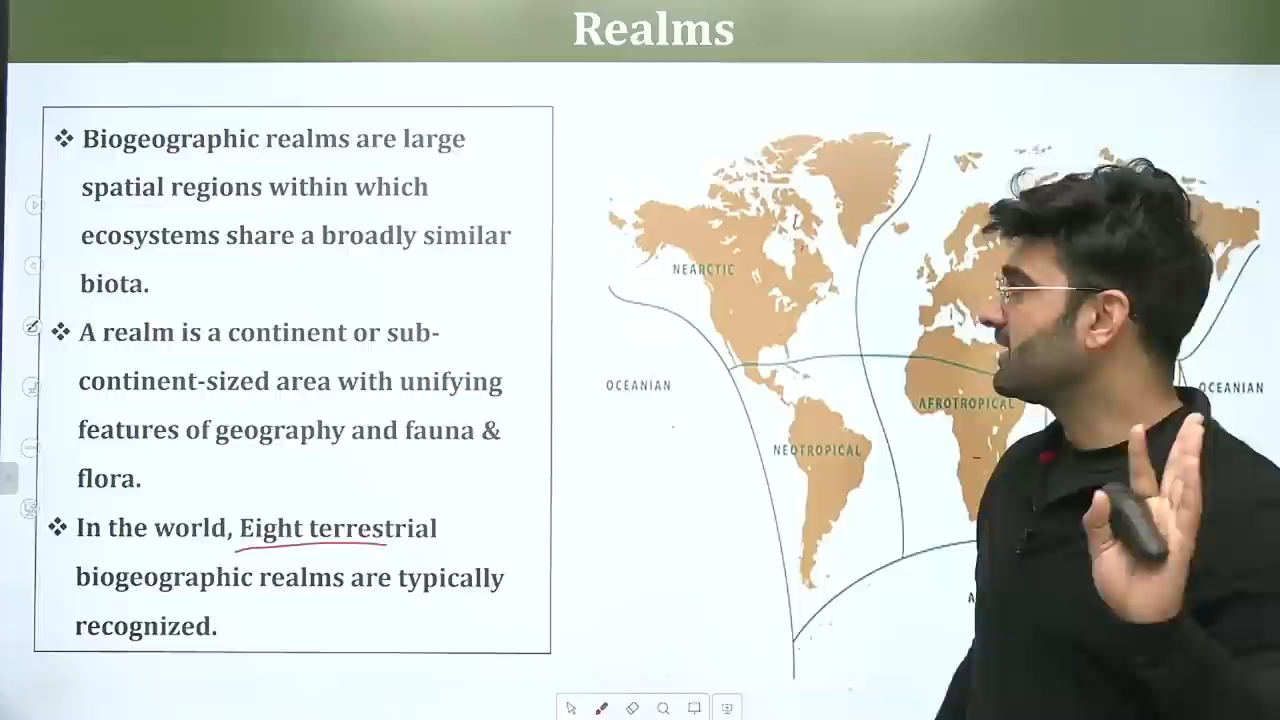 Realms
❖ Biogeographic realms are large
spatial regions within which
ecosystems share a broadly similar
biota.
❖ A realm is a continent or sub-
continent-sized area with unifying
features of geography and fauna &
flora.
❖ In the world, Eight terrestrial
biogeographic realms are typically
recognized.
NEARCTIC
OCEANIAN
OCEANIAN
AFROTROPICAL
NEOTROPICAL